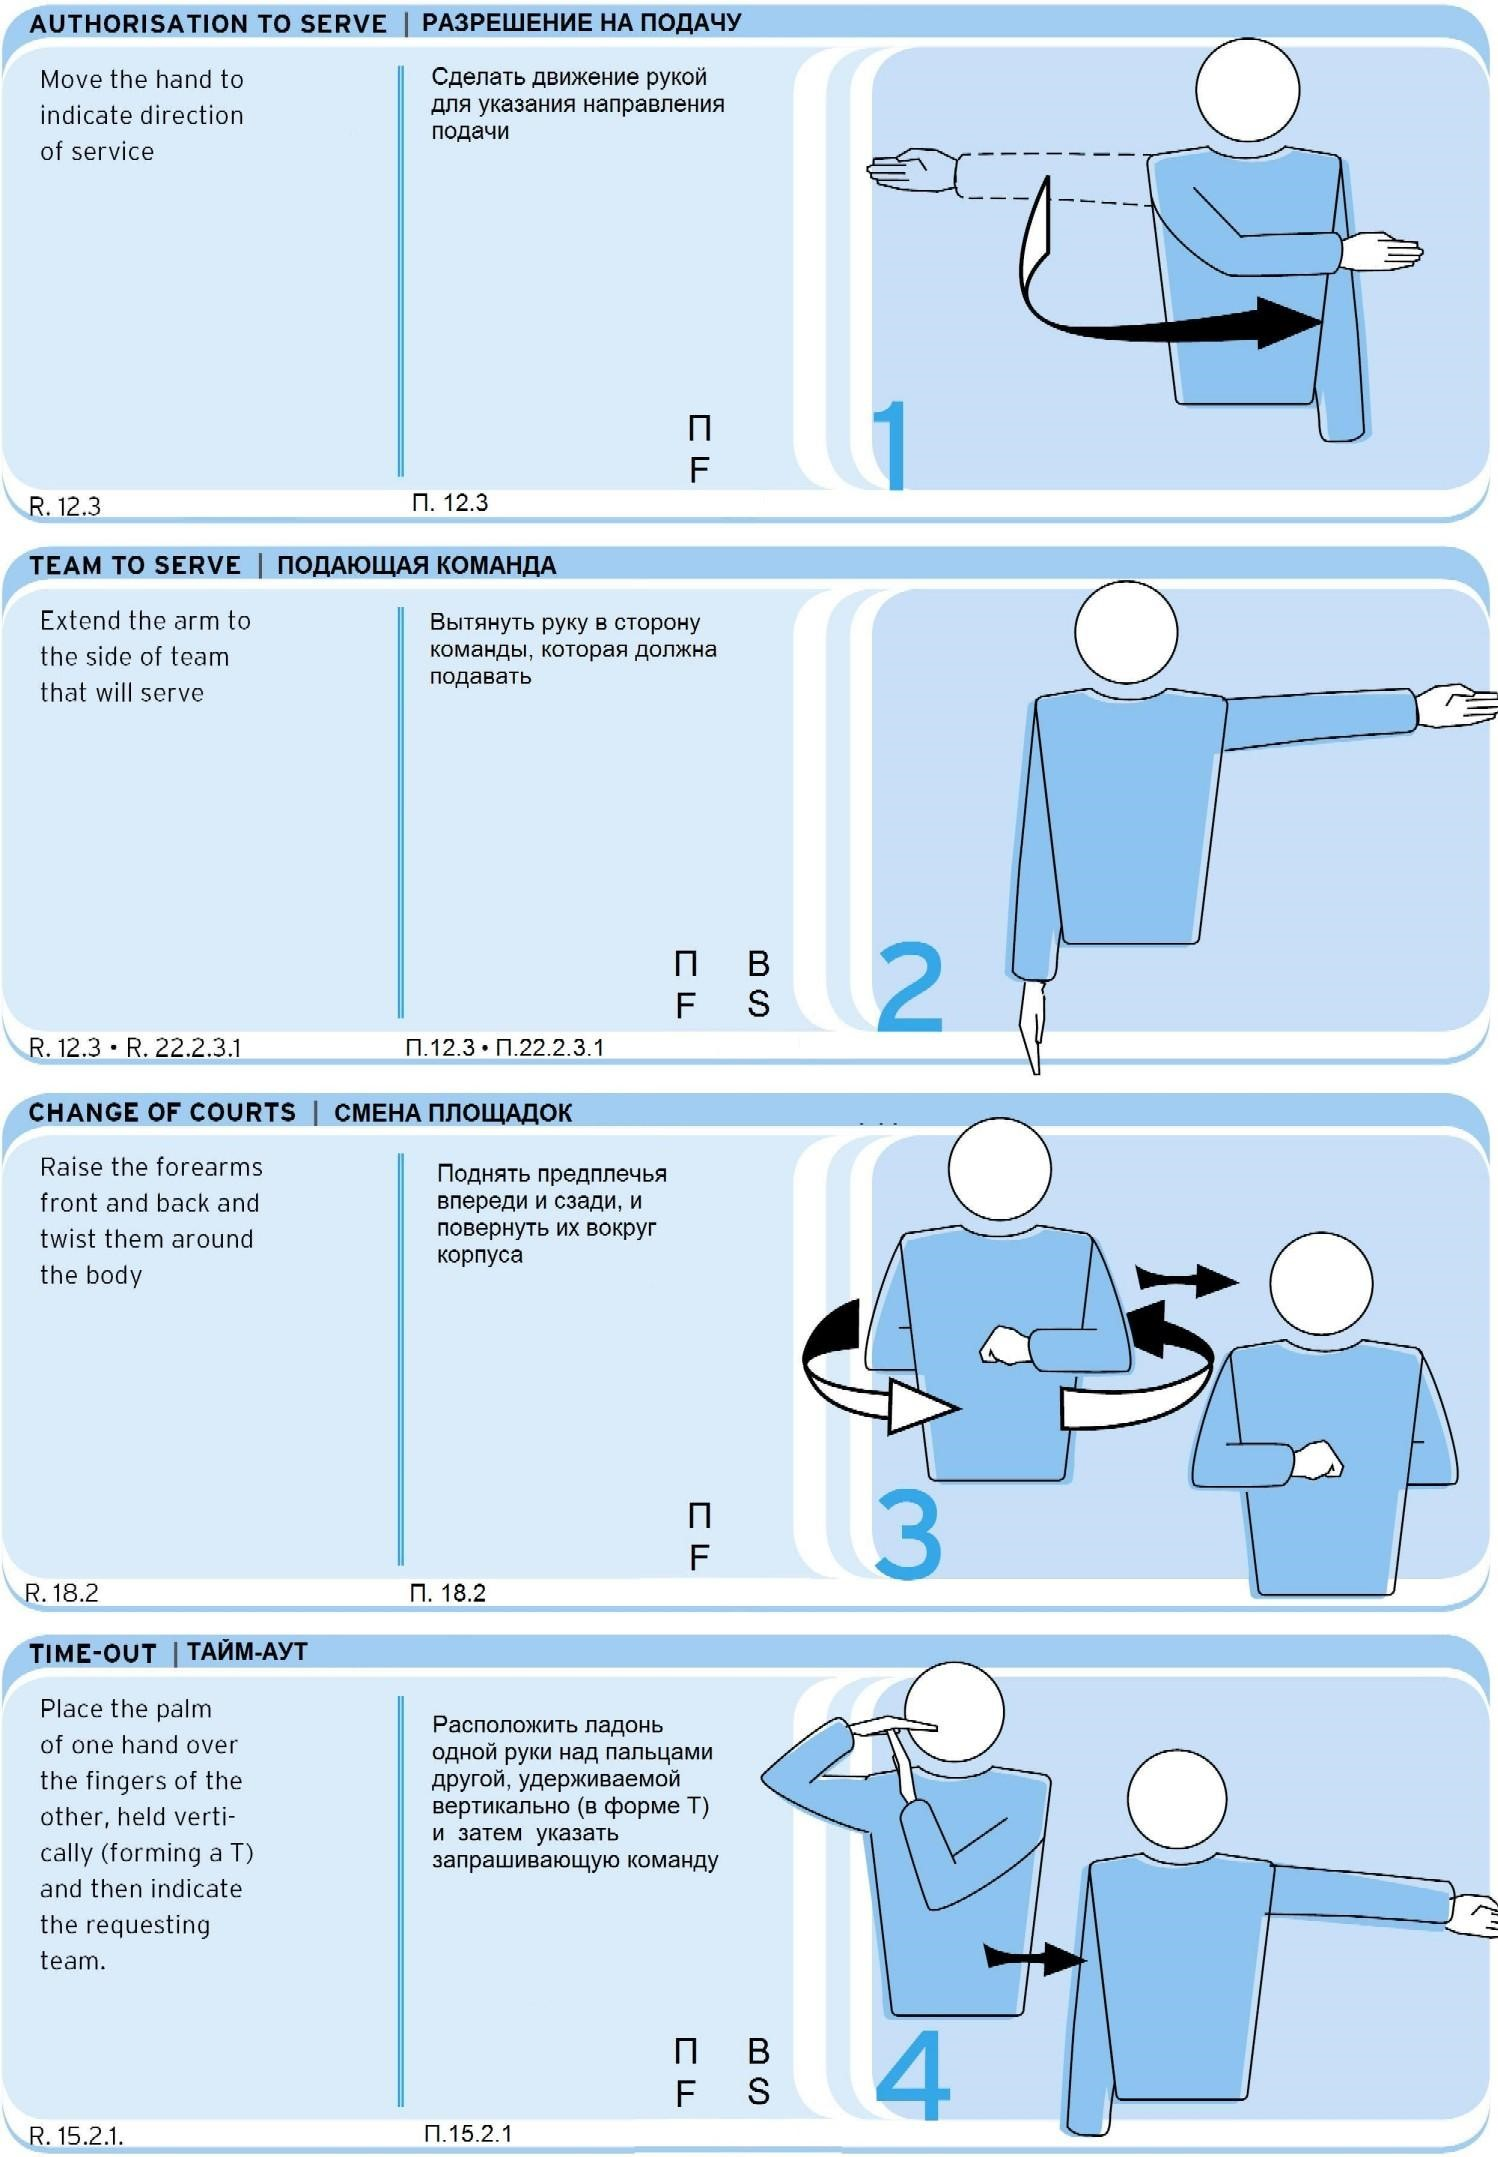 AUTHORISATION TO SERVE | РАЗРЕШЕНИЕ НА ПОДАЧУ
Move the hand to
indicate direction
of service
Сделать движение рукой
для указания направления
подачи
П
F
1
R. 12.3
П. 12.3
TEAM TO SERVE | ПОДАЮЩАЯ КОМАНДА
Extend the arm to
the side of team
that will serve
Вытянуть руку в сторону
команды, которая должна
подавать
П В
F S
2
R. 12.3 • R. 22.2.3.1
П.12.3 • П.22.2.3.1
CHANGE OF COURTS | СМЕНА ПЛОЩАДОК
Raise the forearms
front and back and
twist them around
the body
Поднять предплечья
впереди и сзади, и
повернуть их вокруг
корпуса
П
F
3
R. 18.2
П. 18.2
TIME-OUT | ТАЙМ-АУТ
Place the palm
of one hand over
the fingers of the
other, held verti-
cally (forming a T)
and then indicate
the requesting
team.
Расположить ладонь
одной руки над пальцами
другой, удерживаемой
вертикально (в форме Т)
и затем указать
запрашивающую команду
П В
F S
4
R. 15.2.1.
П.15.2.1